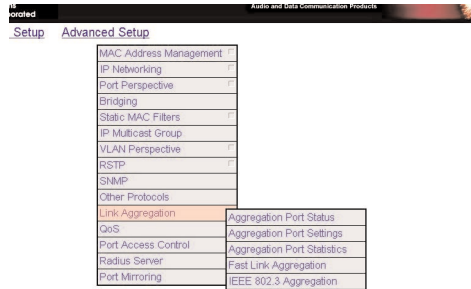 Audio and Data Communication Products
Setup Advanced Setup
MAC Address Management
IP Networking
Port Perspective
Bridging
Static MAC Filters
IP Multicast Group
VLAN Perspective
RSTP
SNMP
Other Protocols
Link Aggregation
Aggregation Port Status
QoS
Aggregation Port Settings
Port Access Control
Aggregation Port Statistics
Radius Server
Fast Link Aggregation
Port Mirroring
IEEE 802.3 Aggregation